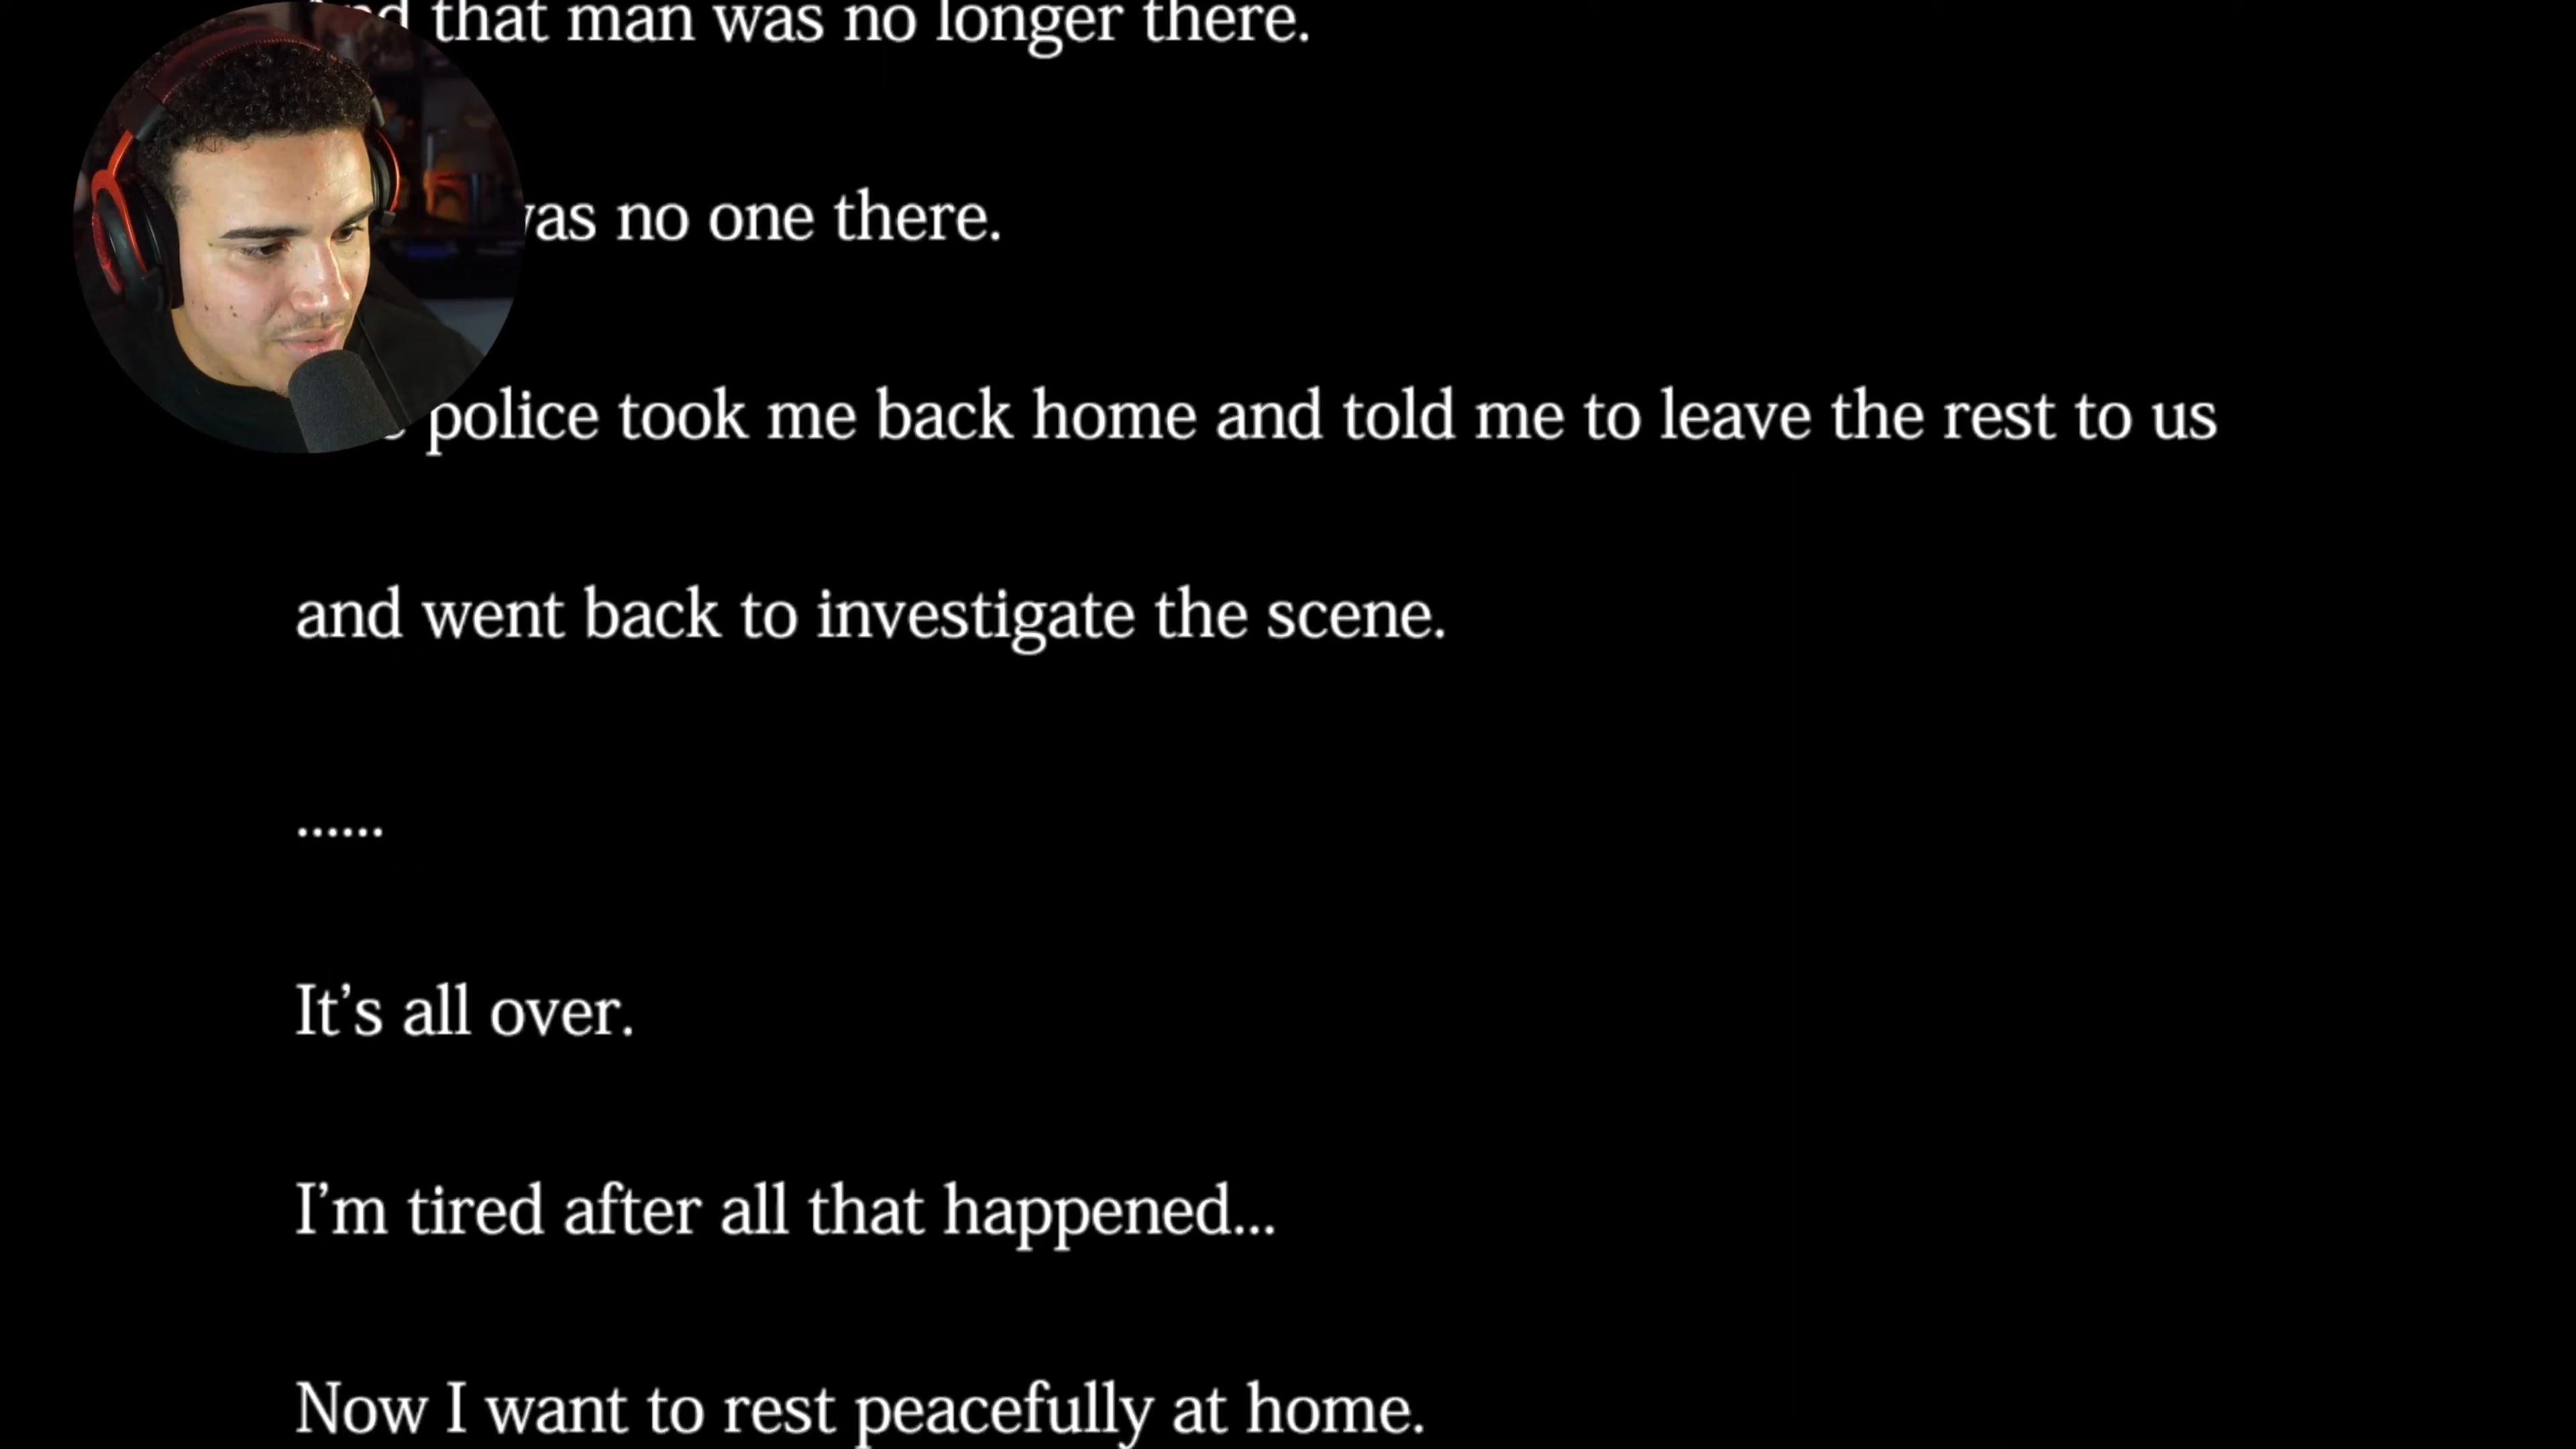 that man was no longer there.
was no one there.
police took me back home and told me to leave the rest to us
and went back to investigate the scene.
......
It’s all over.
I’m tired after all that happened...
Now I want to rest peacefully at home.